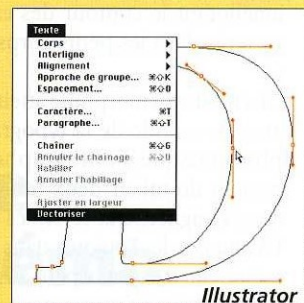 Texte
Corps
Interligne
Alignement
Approche de groupe... ⌘⇧K
Espacement... ⌘⇧O
Caractère... ⌘T
Paragraphe... ⌘⇧T
Chaîner ⌘⇧G
Annuler le chaînage ⌘⇧U
Habiller
Annuler l'habillage
Ajuster en largeur
Vectoriser
Illustrator